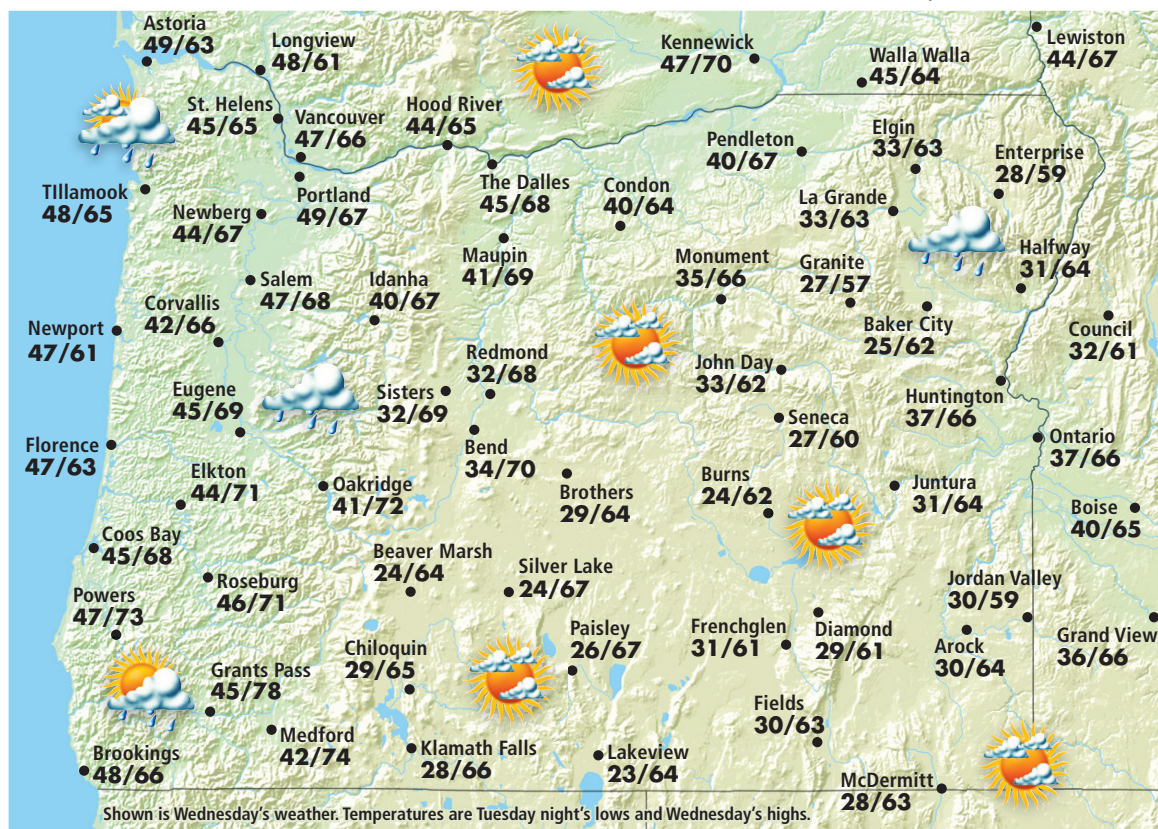 Astoria
49/63
Longview
48/61
Kennewick
47/70
Walla Walla
45/64
Lewiston
44/67
St. Helens
45/65
Vancouver
47/66
Hood River
44/65
Pendleton
40/67
Elgin
33/63
Enterprise
28/59
TIllamook
48/65
Newberg
44/67
Portland
49/67
The Dalles
45/68
Condon
40/64
La Grande
33/63
Salem
47/68
Idanha
40/67
Maupin
41/69
Monument
35/66
Granite
27/57
Halfway
31/64
Corvallis
42/66
Newport
47/61
Baker City
25/62
Council
32/61
Redmond
32/68
John Day
33/62
Eugene
45/69
Sisters
32/69
Huntington
37/66
Seneca
27/60
Florence
47/63
Bend
34/70
Ontario
37/66
Elkton
44/71
Oakridge
41/72
Brothers
29/64
Burns
24/62
Juntura
31/64
Boise
40/65
Coos Bay
45/68
Beaver Marsh
24/64
Silver Lake
24/67
Roseburg
46/71
Jordan Valley
30/59
Powers
47/73
Paisley
26/67
Frenchglen
31/61
Diamond
29/61
Arock
30/64
Grand View
36/66
Chiloquin
29/65
Grants Pass
45/78
Fields
30/63
Medford
42/74
Klamath Falls
28/66
Lakeview
23/64
Brookings
48/66
McDermitt
28/63
Shown is Wednesday's weather. Temperatures are Tuesday night's lows and Wednesday's highs.